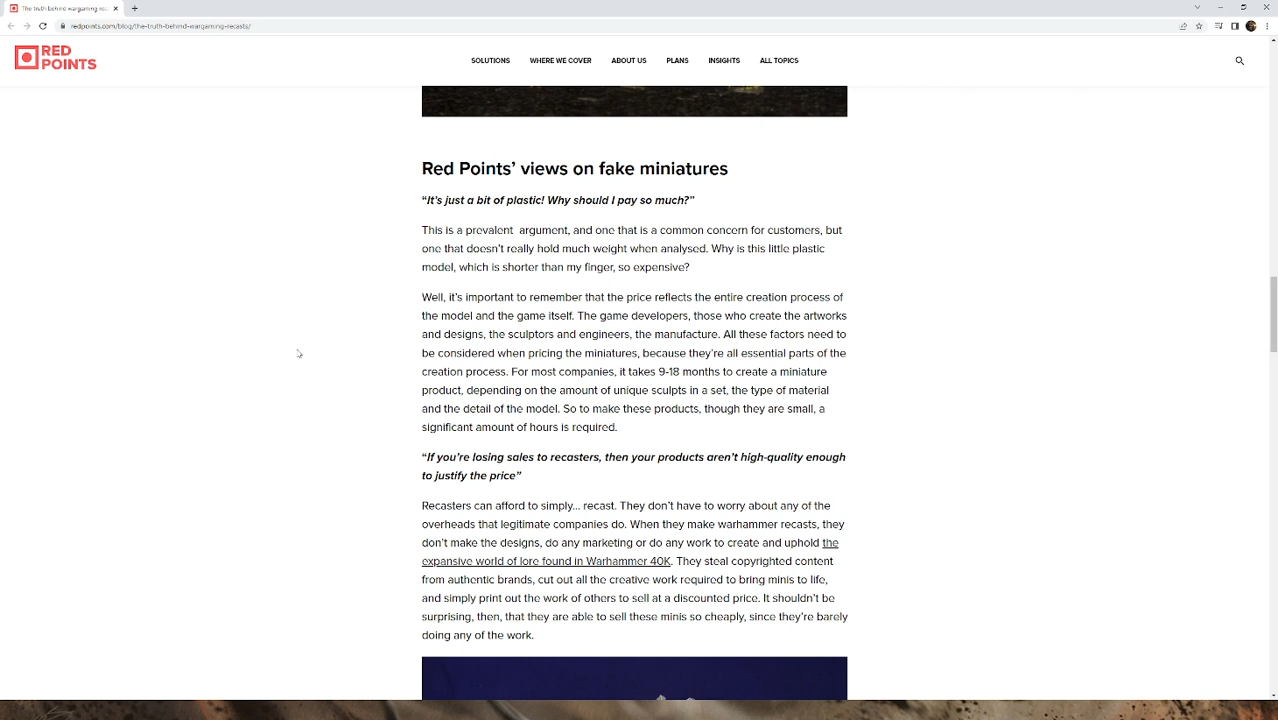 The truth behind wargaming rec
redpoints.com/blog/the-truth-behind-wargaming-recasts/
RED
POINTS
SOLUTIONS
WHERE WE COVER
ABOUT US
PLANS
INSIGHTS
ALL TOPICS
Red Points’ views on fake miniatures
“It’s just a bit of plastic! Why should I pay so much?”
This is a prevalent argument, and one that is a common concern for customers, but
one that doesn’t really hold much weight when analysed. Why is this little plastic
model, which is shorter than my finger, so expensive?
Well, it’s important to remember that the price reflects the entire creation process of
the model and the game itself. The game developers, those who create the artworks
and designs, the sculptors and engineers, the manufacture. All these factors need to
be considered when pricing the miniatures, because they’re all essential parts of the
creation process. For most companies, it takes 9-18 months to create a miniature
product, depending on the amount of unique sculpts in a set, the type of material
and the detail of the model. So to make these products, though they are small, a
significant amount of hours is required.
“If you’re losing sales to recasters, then your products aren’t high-quality enough
to justify the price”
Recasters can afford to simply… recast. They don’t have to worry about any of the
overheads that legitimate companies do. When they make warhammer recasts, they
don’t make the designs, do any marketing or do any work to create and uphold the
expansive world of lore found in Warhammer 40K. They steal copyrighted content
from authentic brands, cut out all the creative work required to bring minis to life,
and simply print out the work of others to sell at a discounted price. It shouldn’t be
surprising, then, that they are able to sell these minis so cheaply, since they’re barely
doing any of the work.